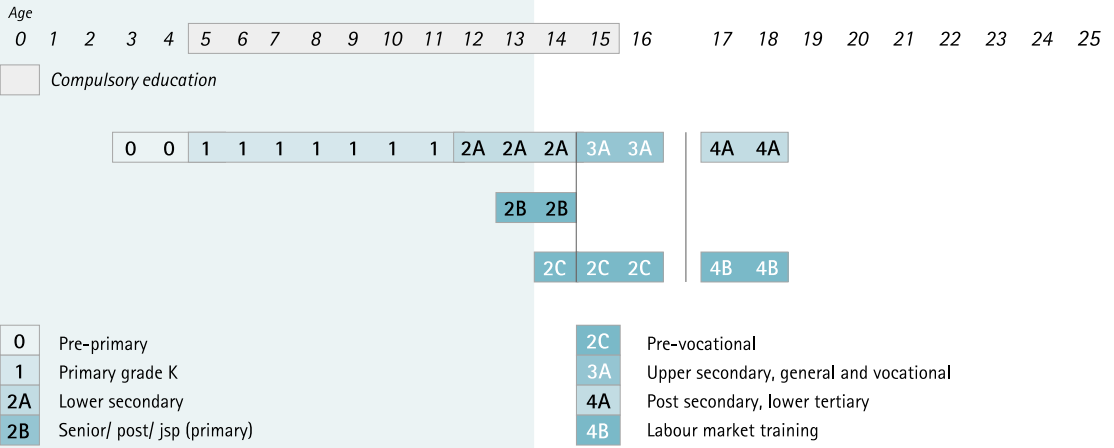 Age
0 1 2 3 4 5 6 7 8 9 10 11 12 13 14 15 16 17 18 19 20 21 22 23 24 25
Compulsory education
0 0 1 1 1 1 1 1 1 2A 2A 2A 3A 3A 4A 4A
2B 2B
2C 2C 2C 4B 4B
0 Pre-primary
1 Primary grade K
2A Lower secondary
2B Senior/ post/ jsp (primary)
2C Pre-vocational
3A Upper secondary, general and vocational
4A Post secondary, lower tertiary
4B Labour market training